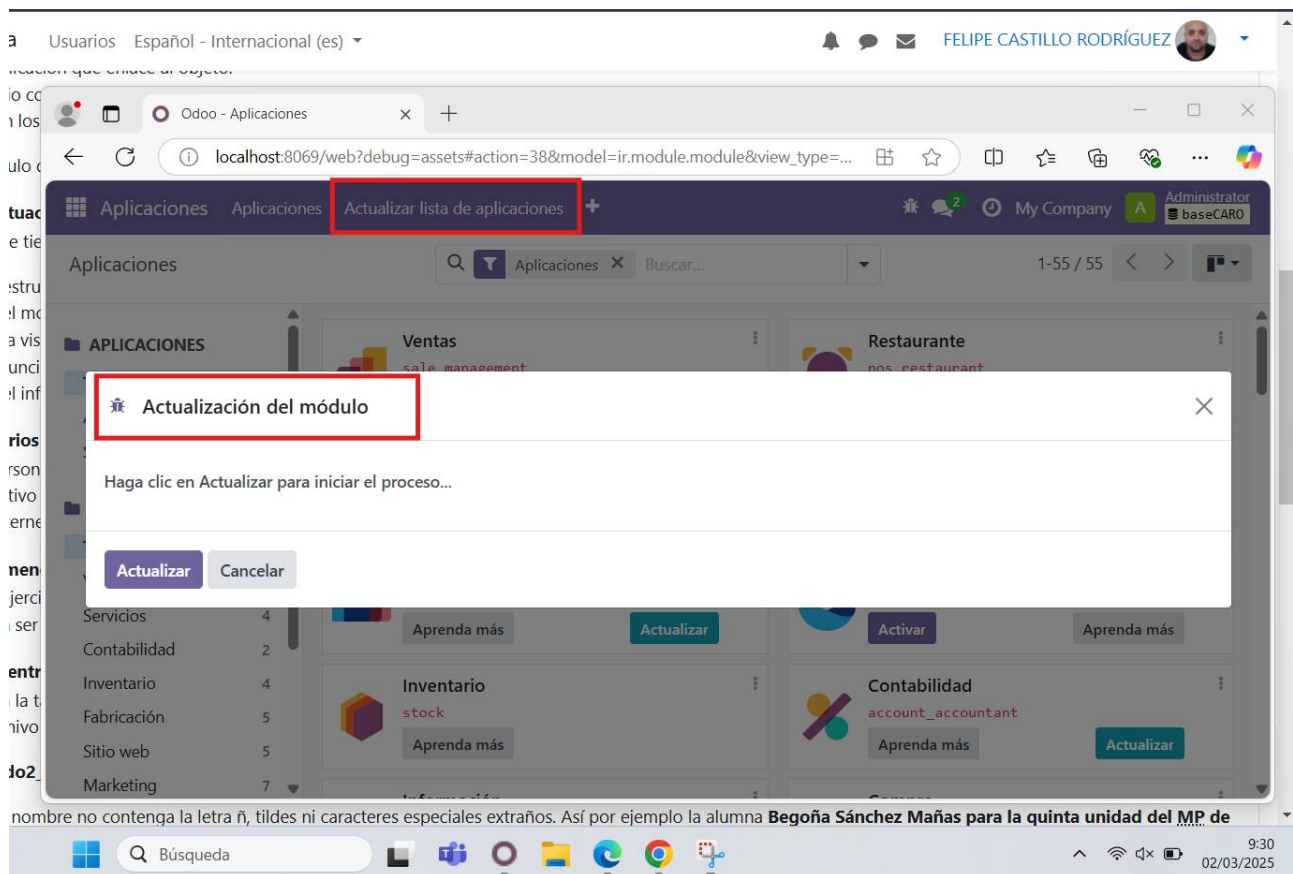 Usuarios Español - Internacional (es)
FELIPE CASTILLO RODRÍGUEZ
Odoo - Aplicaciones
localhost:8069/web?debug=assets#action=38&model=ir.module.module&view_type=...
Aplicaciones Aplicaciones Actualizar lista de aplicaciones +
2 My Company A Administrator
baseCARO
Aplicaciones
Aplicaciones Buscar...
1-55 / 55
APLICACIONES
Ventas
sale_management
Restaurante
pos_restaurant
Actualización del módulo
Haga clic en Actualizar para iniciar el proceso...
Actualizar Cancelar
Servicios 4
Contabilidad 2
Inventario 4
Fabricación 5
Sitio web 5
Marketing 7
Aprenda más Actualizar
Activar Aprenda más
Inventario
stock
Aprenda más
Contabilidad
account_accountant
Aprenda más Actualizar
nombre no contenga la letra ñ, tildes ni caracteres especiales extraños. Así por ejemplo la alumna Begoña Sánchez Mañas para la quinta unidad del MP de
Búsqueda
9:30
02/03/2025